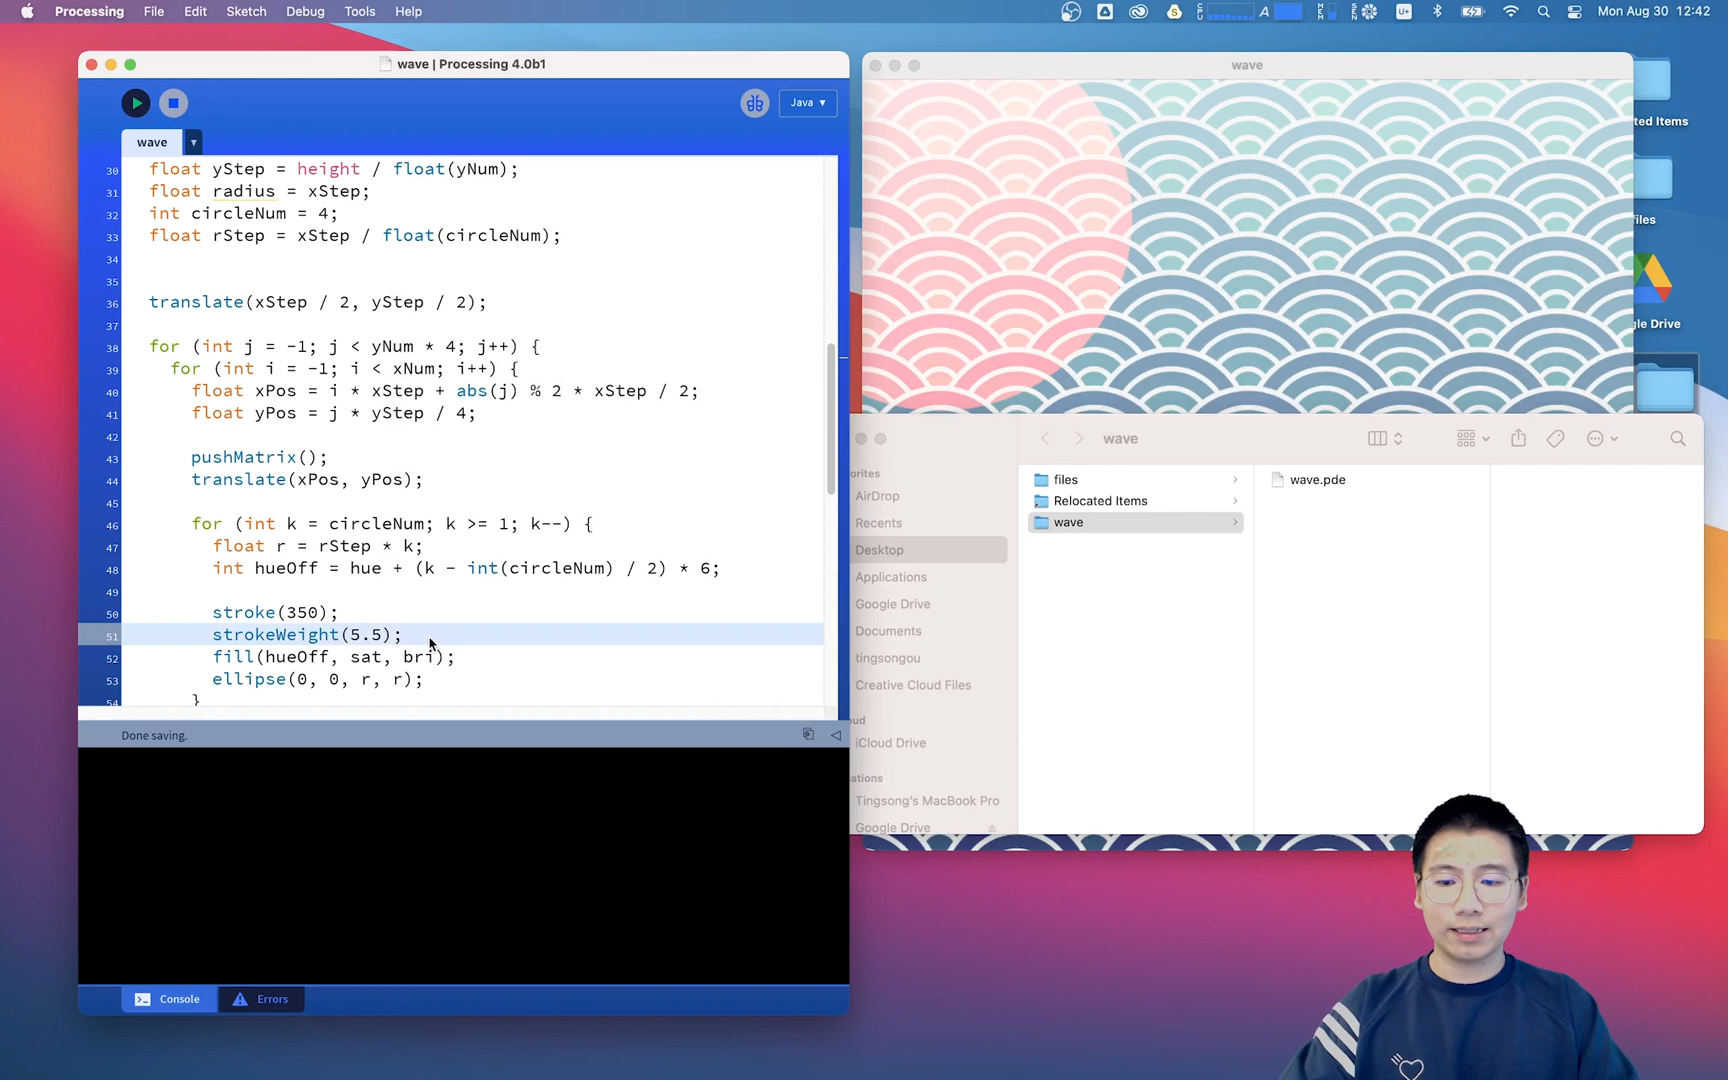 Processing File Edit Sketch Debug Tools Help
CPU A MEM SEN U+ Mon Aug 30 12:42
wave | Processing 4.0b1
Java ▾
wave ▾
30 float yStep = height / float(yNum);
31 float radius = xStep;
32 int circleNum = 4;
33 float rStep = xStep / float(circleNum);
34
35
36 translate(xStep / 2, yStep / 2);
37
38 for (int j = -1; j < yNum * 4; j++) {
39 for (int i = -1; i < xNum; i++) {
40 float xPos = i * xStep + abs(j) % 2 * xStep / 2;
41 float yPos = j * yStep / 4;
42
43 pushMatrix();
44 translate(xPos, yPos);
45
46 for (int k = circleNum; k >= 1; k--) {
47 float r = rStep * k;
48 int hueOff = hue + (k - int(circleNum) / 2) * 6;
49
50 stroke(350);
51 strokeWeight(5.5);
52 fill(hueOff, sat, bri);
53 ellipse(0, 0, r, r);
54 }
Done saving.
Console
Errors
wave
ted Items
files
gle Drive
wave
orites
AirDrop
Recents
Desktop
Applications
Google Drive
Documents
tingsongou
Creative Cloud Files
oud
iCloud Drive
ations
Tingsong's MacBook Pro
Google Drive
files
Relocated Items
wave
wave.pde